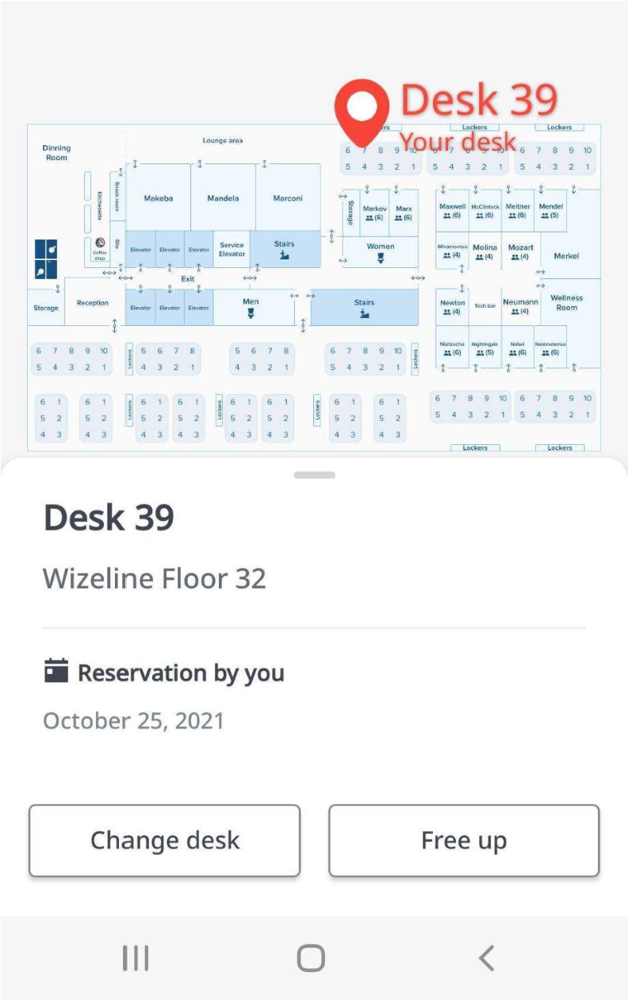 Desk 39
Your desk
Lockers Lockers
Dinning
Room
Lounge area
6 7 8 9 10
5 4 3 2 1
6 7 8 9 10
5 4 3 2 1
6 7 8 9 10
5 4 3 2 1
Kitchenette
Snack room
Site
Coffee
shop
Makeba
Mandela
Marconi
Storage
Markov
(6)
Marx
(6)
Maxwell
(6)
McClintock
(6)
Meitner
(6)
Mendel
(5)
Elevator
Elevator
Elevator
Service
Elevator
Stairs
Women
Miramontes
(4)
Molina
(4)
Mozart
(4)
Merkel
Exit
Storage
Reception
Elevator
Elevator
Elevator
Men
Stairs
Newton
(4)
Tech bar
Neumann
(4)
Wellness
Room
Nietzsche
(6)
Nightingale
(5)
Nobel
(6)
Nostradamus
(6)
6 7 8 9 10
5 4 3 2 1
Lockers
5 6 7 8
4 3 2 1
5 6 7 8
4 3 2 1
6 7 8 9 10
5 4 3 2 1
Lockers
6 1
5 2
4 3
6 1
5 2
4 3
Lockers
6 1
5 2
4 3
6 1
5 2
4 3
Lockers
6 1
5 2
4 3
6 1
5 2
4 3
Lockers
6 1
5 2
4 3
6 1
5 2
4 3
6 7 8 9 10
5 4 3 2 1
6 7 8 9 10
5 4 3 2 1
Lockers Lockers
Desk 39
Wizeline Floor 32
Reservation by you
October 25, 2021
Change desk
Free up